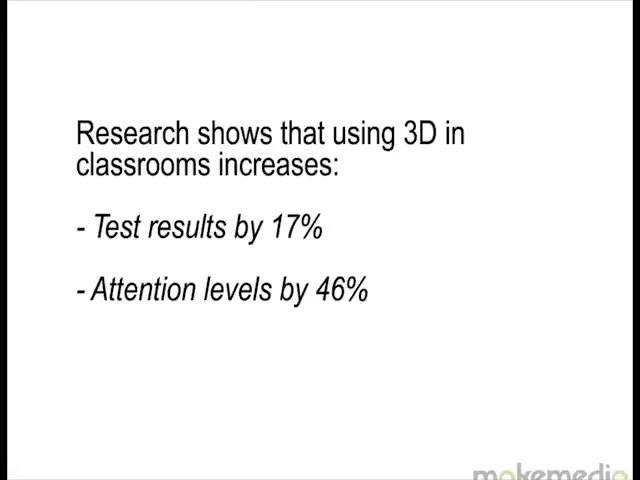 Research shows that using 3D in
classrooms increases:
- Test results by 17%
- Attention levels by 46%
makemedia